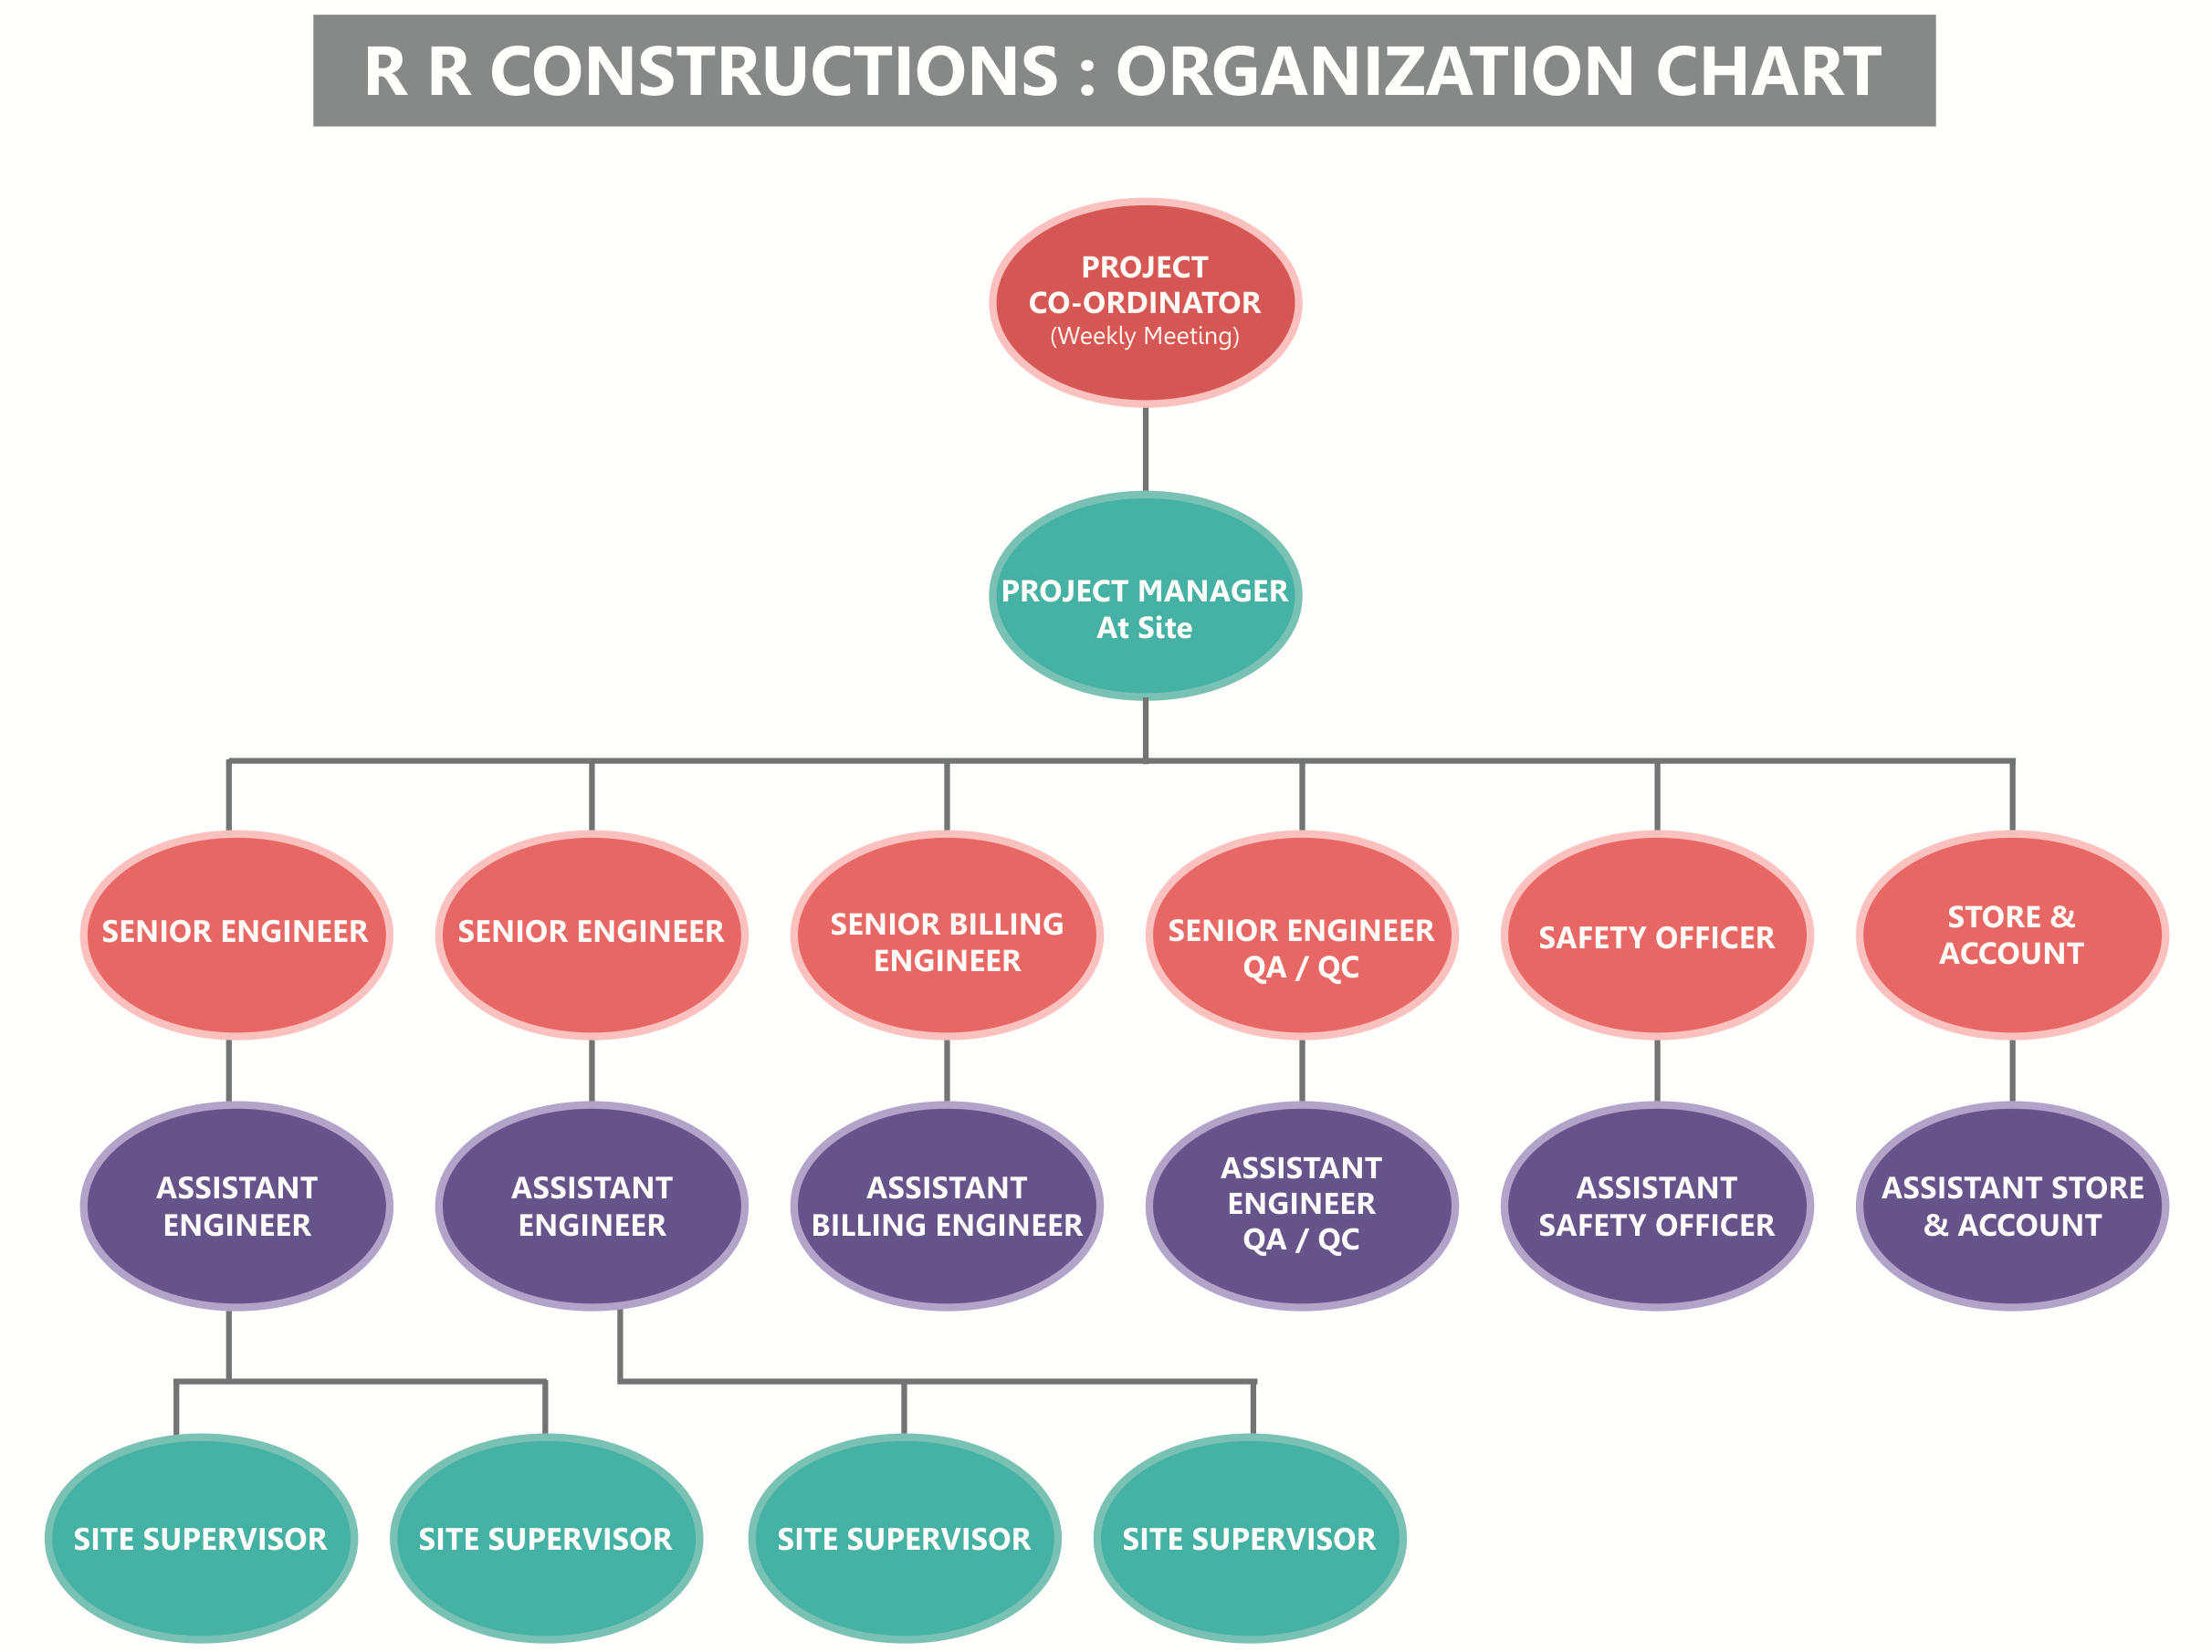 R R CONSTRUCTIONS : ORGANIZATION CHART
PROJECT
CO-ORDINATOR
(Weekly Meeting)
PROJECT MANAGER
At Site
SENIOR ENGINEER
SENIOR ENGINEER
SENIOR BILLING
ENGINEER
SENIOR ENGINEER
QA / QC
SAFETY OFFICER
STORE &
ACCOUNT
ASSISTANT
ENGINEER
ASSISTANT
ENGINEER
ASSISTANT
BILLING ENGINEER
ASSISTANT
ENGINEER
QA / QC
ASSISTANT
SAFETY OFFICER
ASSISTANT STORE
& ACCOUNT
SITE SUPERVISOR
SITE SUPERVISOR
SITE SUPERVISOR
SITE SUPERVISOR